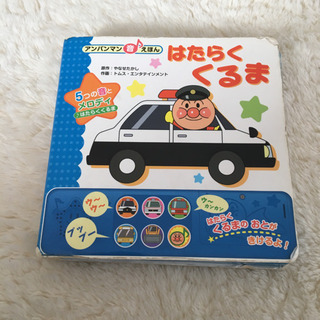 アンパンマン音♪えほん
はたらく
くるま
原作：やなせたかし
作画：トムス・エンタテインメント
5つの音と
メロディ
はたらくくるま
ウ～
ウ～
ウ～
カンカン
ブッ
ブー
はたらく
くるまの おとが
きけるよ！